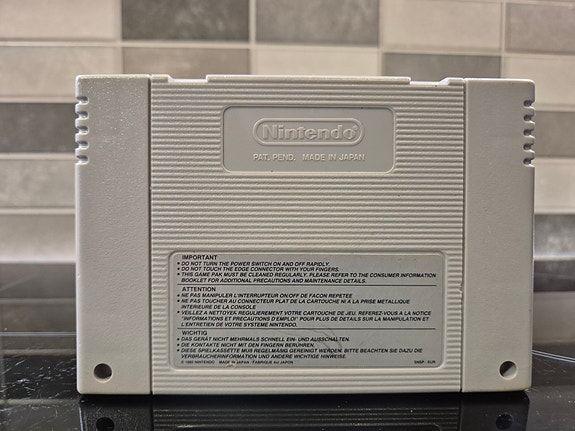 Nintendo®
PAT. PEND. MADE IN JAPAN
IMPORTANT
• DO NOT TURN THE POWER SWITCH ON AND OFF RAPIDLY.
• DO NOT TOUCH THE EDGE CONNECTOR WITH YOUR FINGERS.
• THIS GAME PAK MUST BE CLEANED REGULARLY. PLEASE REFER TO THE CONSUMER INFORMATION
BOOKLET FOR ADDITIONAL PRECAUTIONS AND MAINTENANCE DETAILS.
ATTENTION
• NE PAS MANIPULER L'INTERRUPTEUR ON/OFF DE FACON REPETEE
• NE PAS TOUCHER AU CONNECTEUR PLAT DE LA CARTOUCHE NI A LA PRISE METALLIQUE
INTERIEURE DE LA CONSOLE
• VEILLEZ A NETTOYER REGULIEREMENT VOTRE CARTOUCHE DE JEU. REFEREZ-VOUS A LA NOTICE
"INFORMATIONS ET PRECAUTIONS D'EMPLOI" POUR PLUS DE DETAILS SUR LA MANIPULATION ET
L'ENTRETIEN DE VOTRE SYSTEME NINTENDO.
WICHTIG
• DAS GERÄT NICHT MEHRMALS SCHNELL EIN- UND AUSSCHALTEN.
• DIE KONTAKTE NICHT MIT DEN FINGERN BERÜHREN.
• DIESE SPIELKASSETTE MUß REGELMÄßIG GEREINIGT WERDEN. BITTE BEACHTEN SIE DAZU DIE
VERBRAUCHERINFORMATION UND ANDERE WICHTIGE HINWEISE.
MADE IN JAPAN / FABRIQUE AU JAPON SNSP - EUR